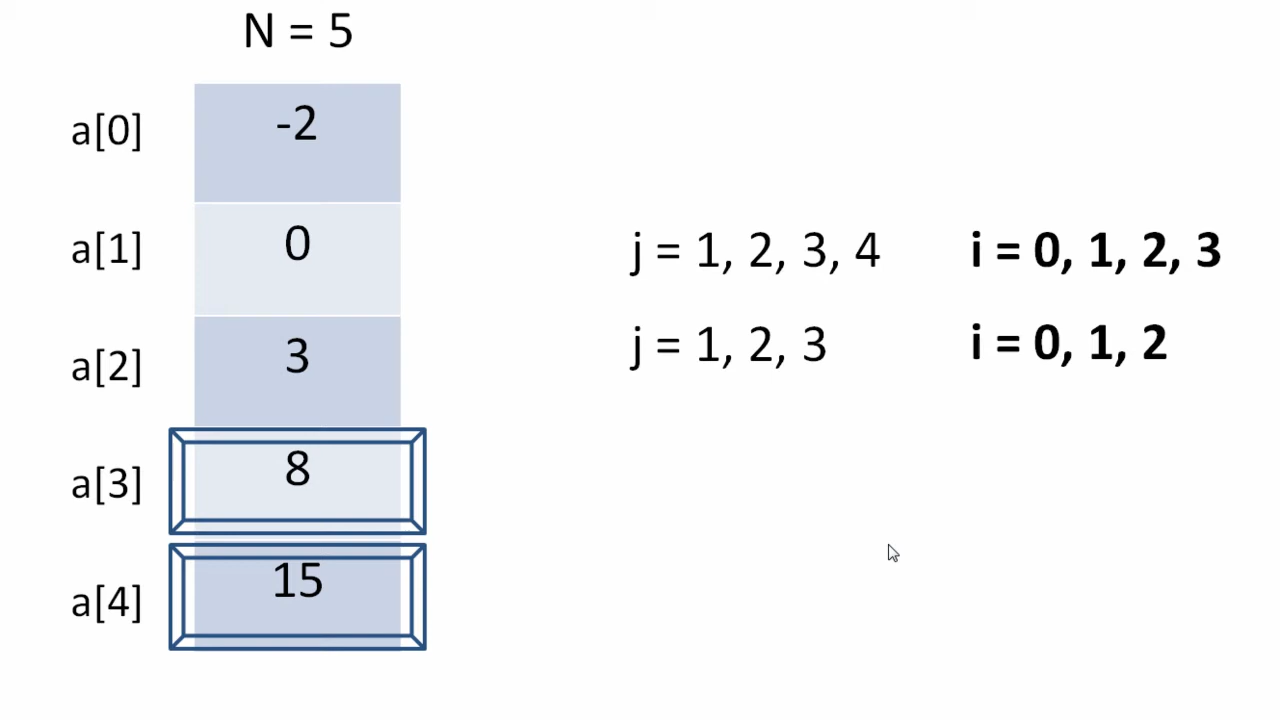 N = 5
a[0] -2
a[1] 0 j = 1, 2, 3, 4 i = 0, 1, 2, 3
a[2] 3 j = 1, 2, 3 i = 0, 1, 2
a[3] 8
a[4] 15